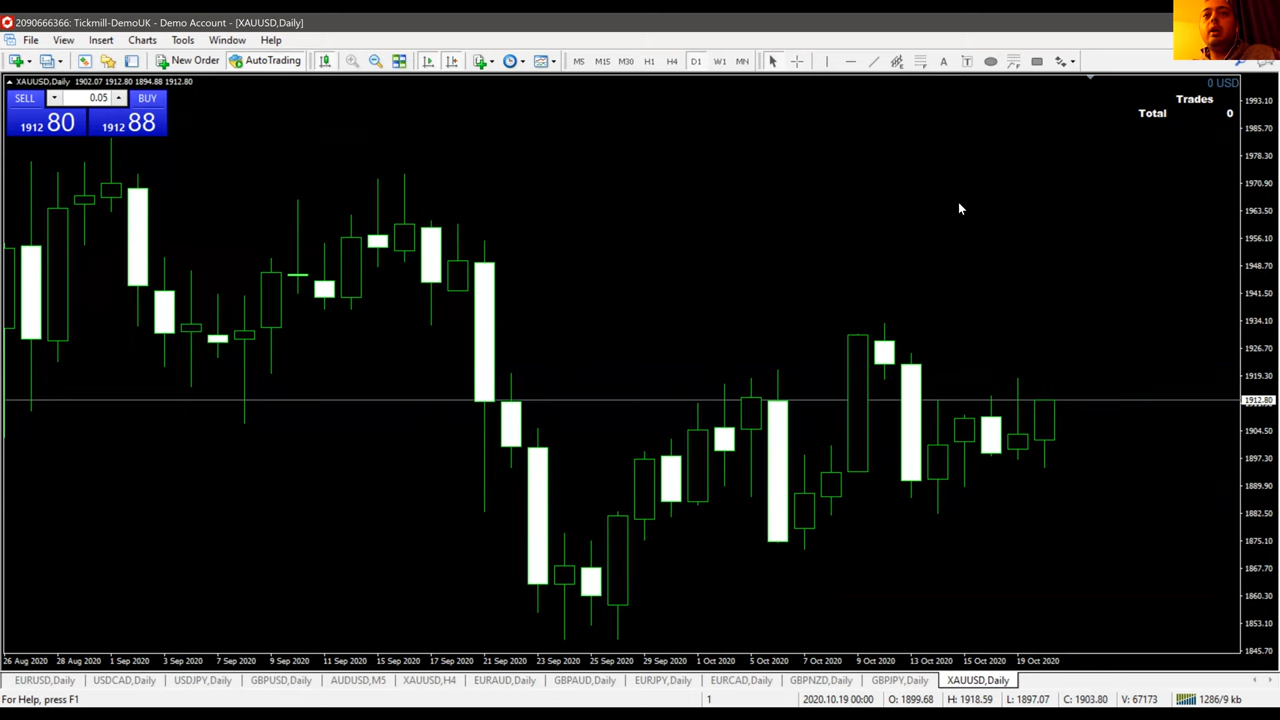 2090666366: Tickmill-DemoUK - Demo Account - [XAUUSD,Daily]
File View Insert Charts Tools Window Help
New Order AutoTrading M5 M15 M30 H1 H4 D1 W1 MN A T
XAUUSD,Daily 1902.07 1912.80 1894.88 1912.80
0 USD
SELL 0.05 BUY
Trades
1912 80 1912 88
Total 0
1993.10
1985.70
1978.30
1970.90
1963.50
1956.10
1948.70
1941.50
1934.10
1926.70
1919.30
1912.80
1904.50
1897.30
1889.90
1882.50
1875.10
1867.70
1860.30
1853.10
1845.70
26 Aug 2020 28 Aug 2020 1 Sep 2020 3 Sep 2020 7 Sep 2020 9 Sep 2020 11 Sep 2020 15 Sep 2020 17 Sep 2020 21 Sep 2020 23 Sep 2020 25 Sep 2020 29 Sep 2020 1 Oct 2020 5 Oct 2020 7 Oct 2020 9 Oct 2020 13 Oct 2020 15 Oct 2020 19 Oct 2020
EURUSD,Daily USDCAD,Daily USDJPY,Daily GBPUSD,Daily AUDUSD,M5 XAUUSD,H4 EURAUD,Daily GBPAUD,Daily EURJPY,Daily EURCAD,Daily GBPNZD,Daily GBPJPY,Daily XAUUSD,Daily
For Help, press F1 1 2020.10.19 00:00 O: 1899.68 H: 1918.59 L: 1897.07 C: 1903.80 V: 67173 1286/9 kb